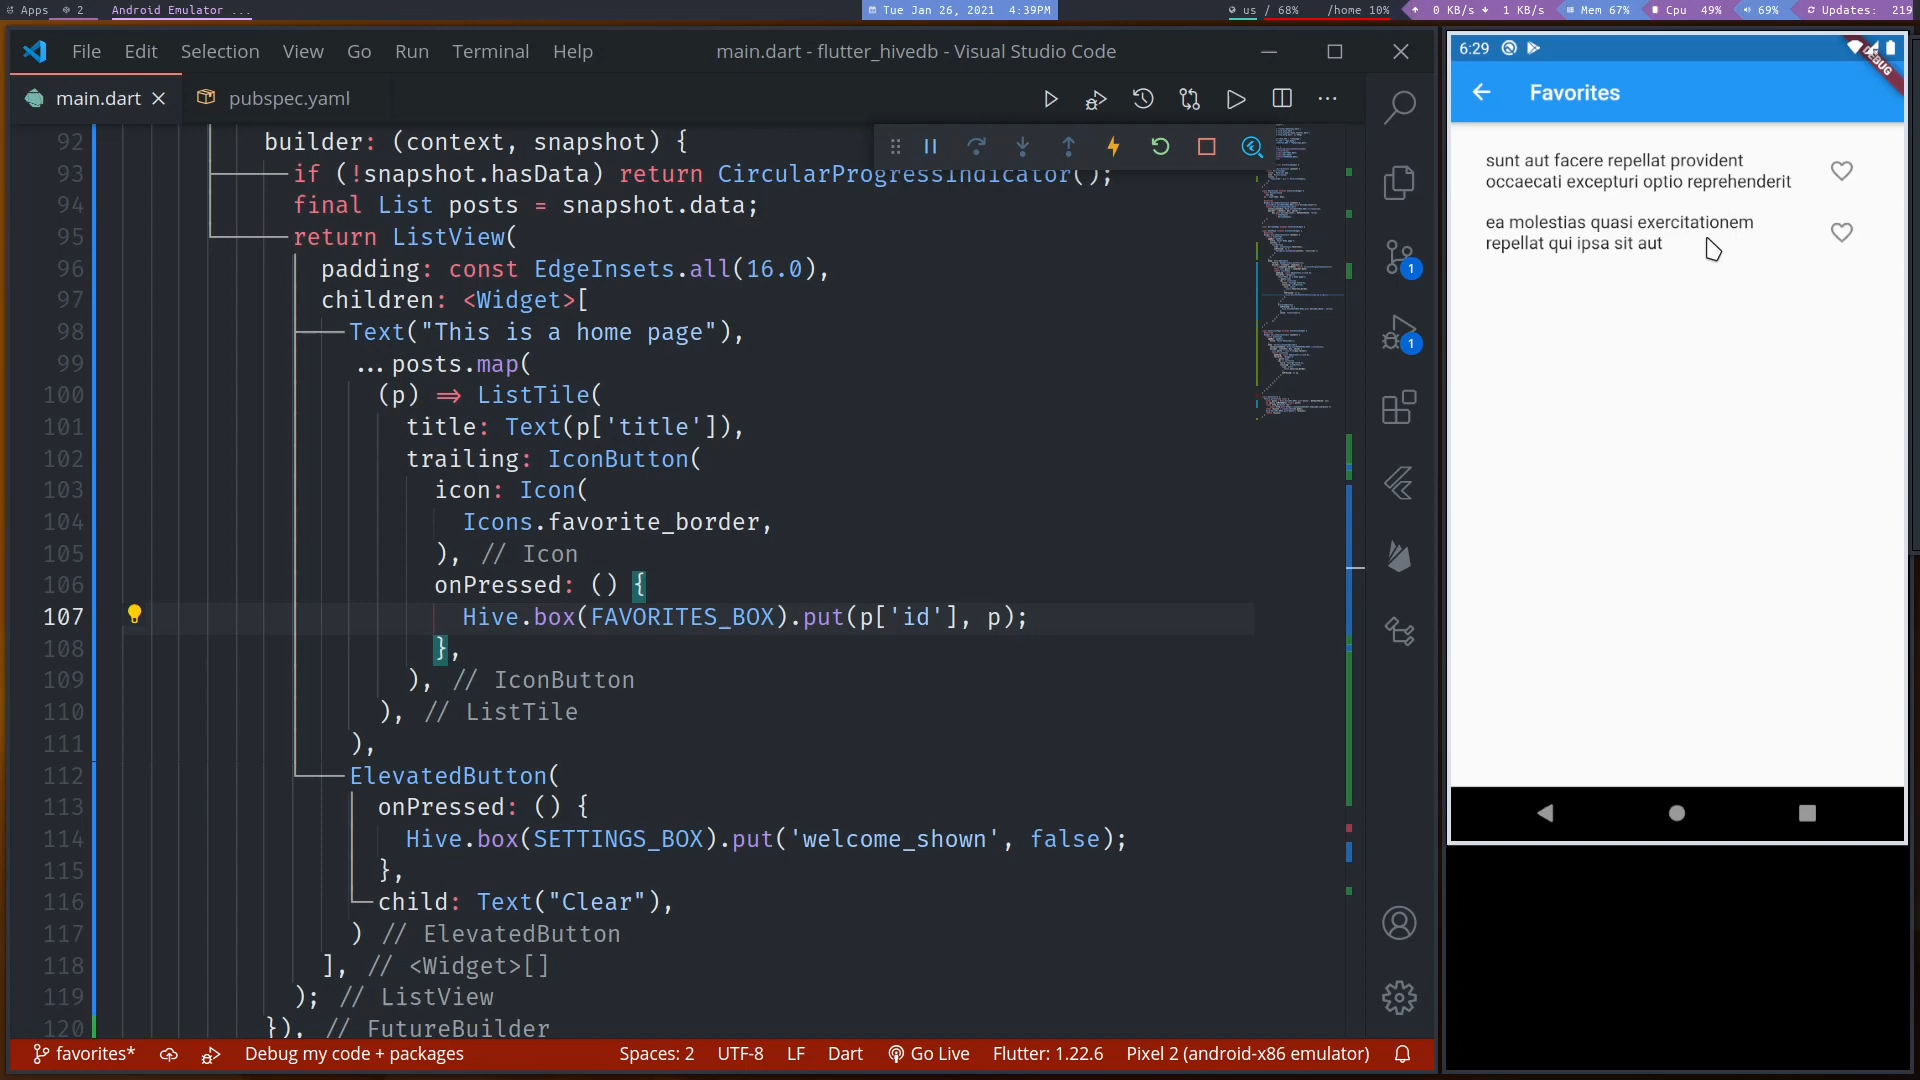 Apps 2 Android Emulator ... Tue Jan 26, 2021 4:39PM us / 68% /home 10% 0 KB/s 1 KB/s Mem 67% Cpu 49% 69% Updates: 219
File Edit Selection View Go Run Terminal Help main.dart - flutter_hivedb - Visual Studio Code
main.dart pubspec.yaml
92 builder: (context, snapshot) {
93 if (!snapshot.hasData) return CircularProgressIndicator();
94 final List posts = snapshot.data;
95 return ListView(
96 padding: const EdgeInsets.all(16.0),
97 children: <Widget>[
98 Text("This is a home page"),
99 ...posts.map(
100 (p) => ListTile(
101 title: Text(p['title']),
102 trailing: IconButton(
103 icon: Icon(
104 Icons.favorite_border,
105 ), // Icon
106 onPressed: () {
107 Hive.box(FAVORITES_BOX).put(p['id'], p);
108 },
109 ), // IconButton
110 ), // ListTile
111 ),
112 ElevatedButton(
113 onPressed: () {
114 Hive.box(SETTINGS_BOX).put('welcome_shown', false);
115 },
116 child: Text("Clear"),
117 ) // ElevatedButton
118 ], // <Widget>[]
119 ); // ListView
120 }), // FutureBuilder
1
1
favorites* Debug my code + packages Spaces: 2 UTF-8 LF Dart Go Live Flutter: 1.22.6 Pixel 2 (android-x86 emulator)
6:29
DEBUG
Favorites
sunt aut facere repellat provident
occaecati excepturi optio reprehenderit
ea molestias quasi exercitationem
repellat qui ipsa sit aut